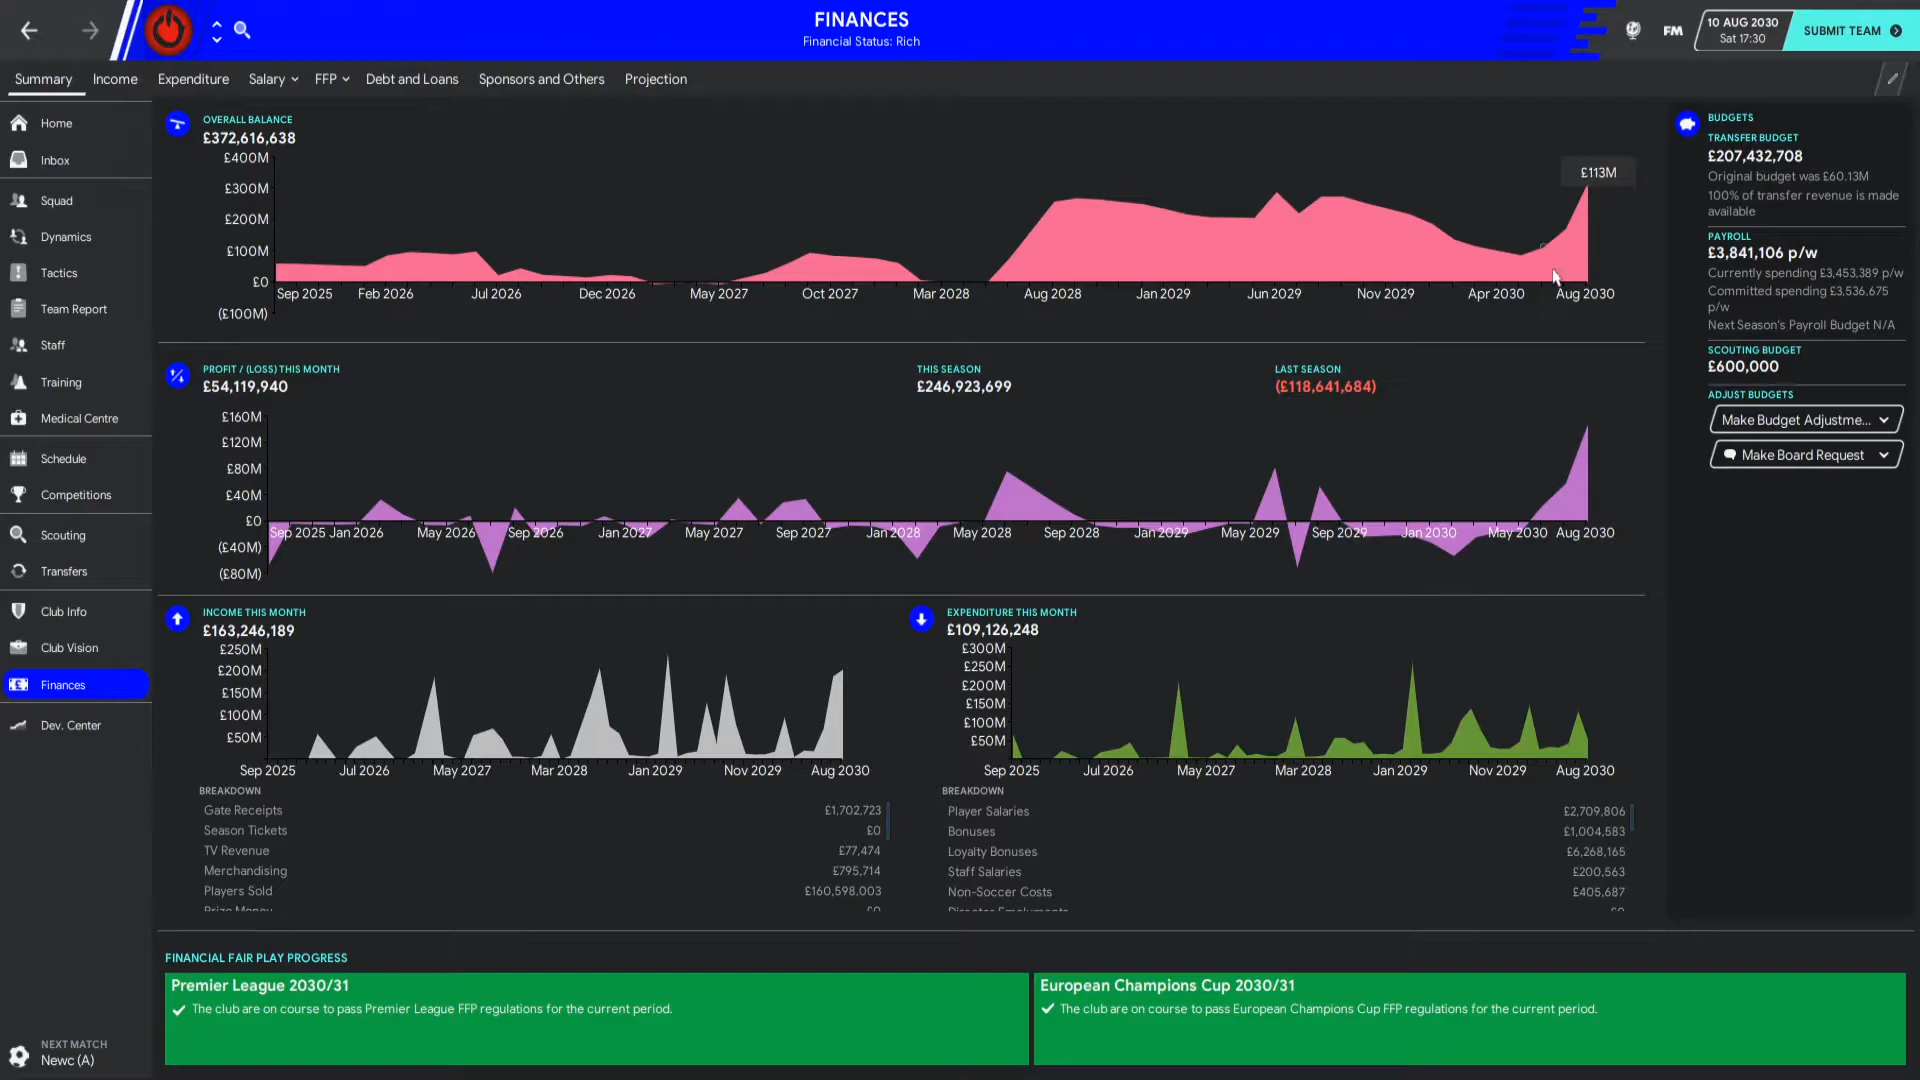 FINANCES
Financial Status: Rich
FM
10 AUG 2030
Sat 17:30
SUBMIT TEAM
Summary
Income
Expenditure
Salary
FFP
Debt and Loans
Sponsors and Others
Projection
Home
Inbox
Squad
Dynamics
Tactics
Team Report
Staff
Training
Medical Centre
Schedule
Competitions
Scouting
Transfers
Club Info
Club Vision
Finances
Dev. Center
NEXT MATCH
Newc (A)
OVERALL BALANCE
£372,616,638
£400M
£300M
£200M
£100M
£0
(£100M)
£113M
Sep 2025
Feb 2026
Jul 2026
Dec 2026
May 2027
Oct 2027
Mar 2028
Aug 2028
Jan 2029
Jun 2029
Nov 2029
Apr 2030
Aug 2030
PROFIT / (LOSS) THIS MONTH
£54,119,940
THIS SEASON
£246,923,699
LAST SEASON
(£118,641,684)
£160M
£120M
£80M
£40M
£0
(£40M)
(£80M)
Sep 2025
Jan 2026
May 2026
Sep 2026
Jan 2027
May 2027
Sep 2027
Jan 2028
May 2028
Sep 2028
Jan 2029
May 2029
Sep 2029
Jan 2030
May 2030
Aug 2030
INCOME THIS MONTH
£163,246,189
£250M
£200M
£150M
£100M
£50M
Sep 2025
Jul 2026
May 2027
Mar 2028
Jan 2029
Nov 2029
Aug 2030
BREAKDOWN
Gate Receipts £1,702,723
Season Tickets £0
TV Revenue £77,474
Merchandising £795,714
Players Sold £160,598,003
Prize Money £0
EXPENDITURE THIS MONTH
£109,126,248
£300M
£250M
£200M
£150M
£100M
£50M
Sep 2025
Jul 2026
May 2027
Mar 2028
Jan 2029
Nov 2029
Aug 2030
BREAKDOWN
Player Salaries £2,709,806
Bonuses £1,004,583
Loyalty Bonuses £6,268,165
Staff Salaries £200,563
Non-Soccer Costs £405,687
Director Emoluments £0
BUDGETS
TRANSFER BUDGET
£207,432,708
Original budget was £60.13M
100% of transfer revenue is made
available
PAYROLL
£3,841,106 p/w
Currently spending £3,453,389 p/w
Committed spending £3,536,675
p/w
Next Season's Payroll Budget N/A
SCOUTING BUDGET
£600,000
ADJUST BUDGETS
Make Budget Adjustme...
Make Board Request
FINANCIAL FAIR PLAY PROGRESS
Premier League 2030/31
The club are on course to pass Premier League FFP regulations for the current period.
European Champions Cup 2030/31
The club are on course to pass European Champions Cup FFP regulations for the current period.